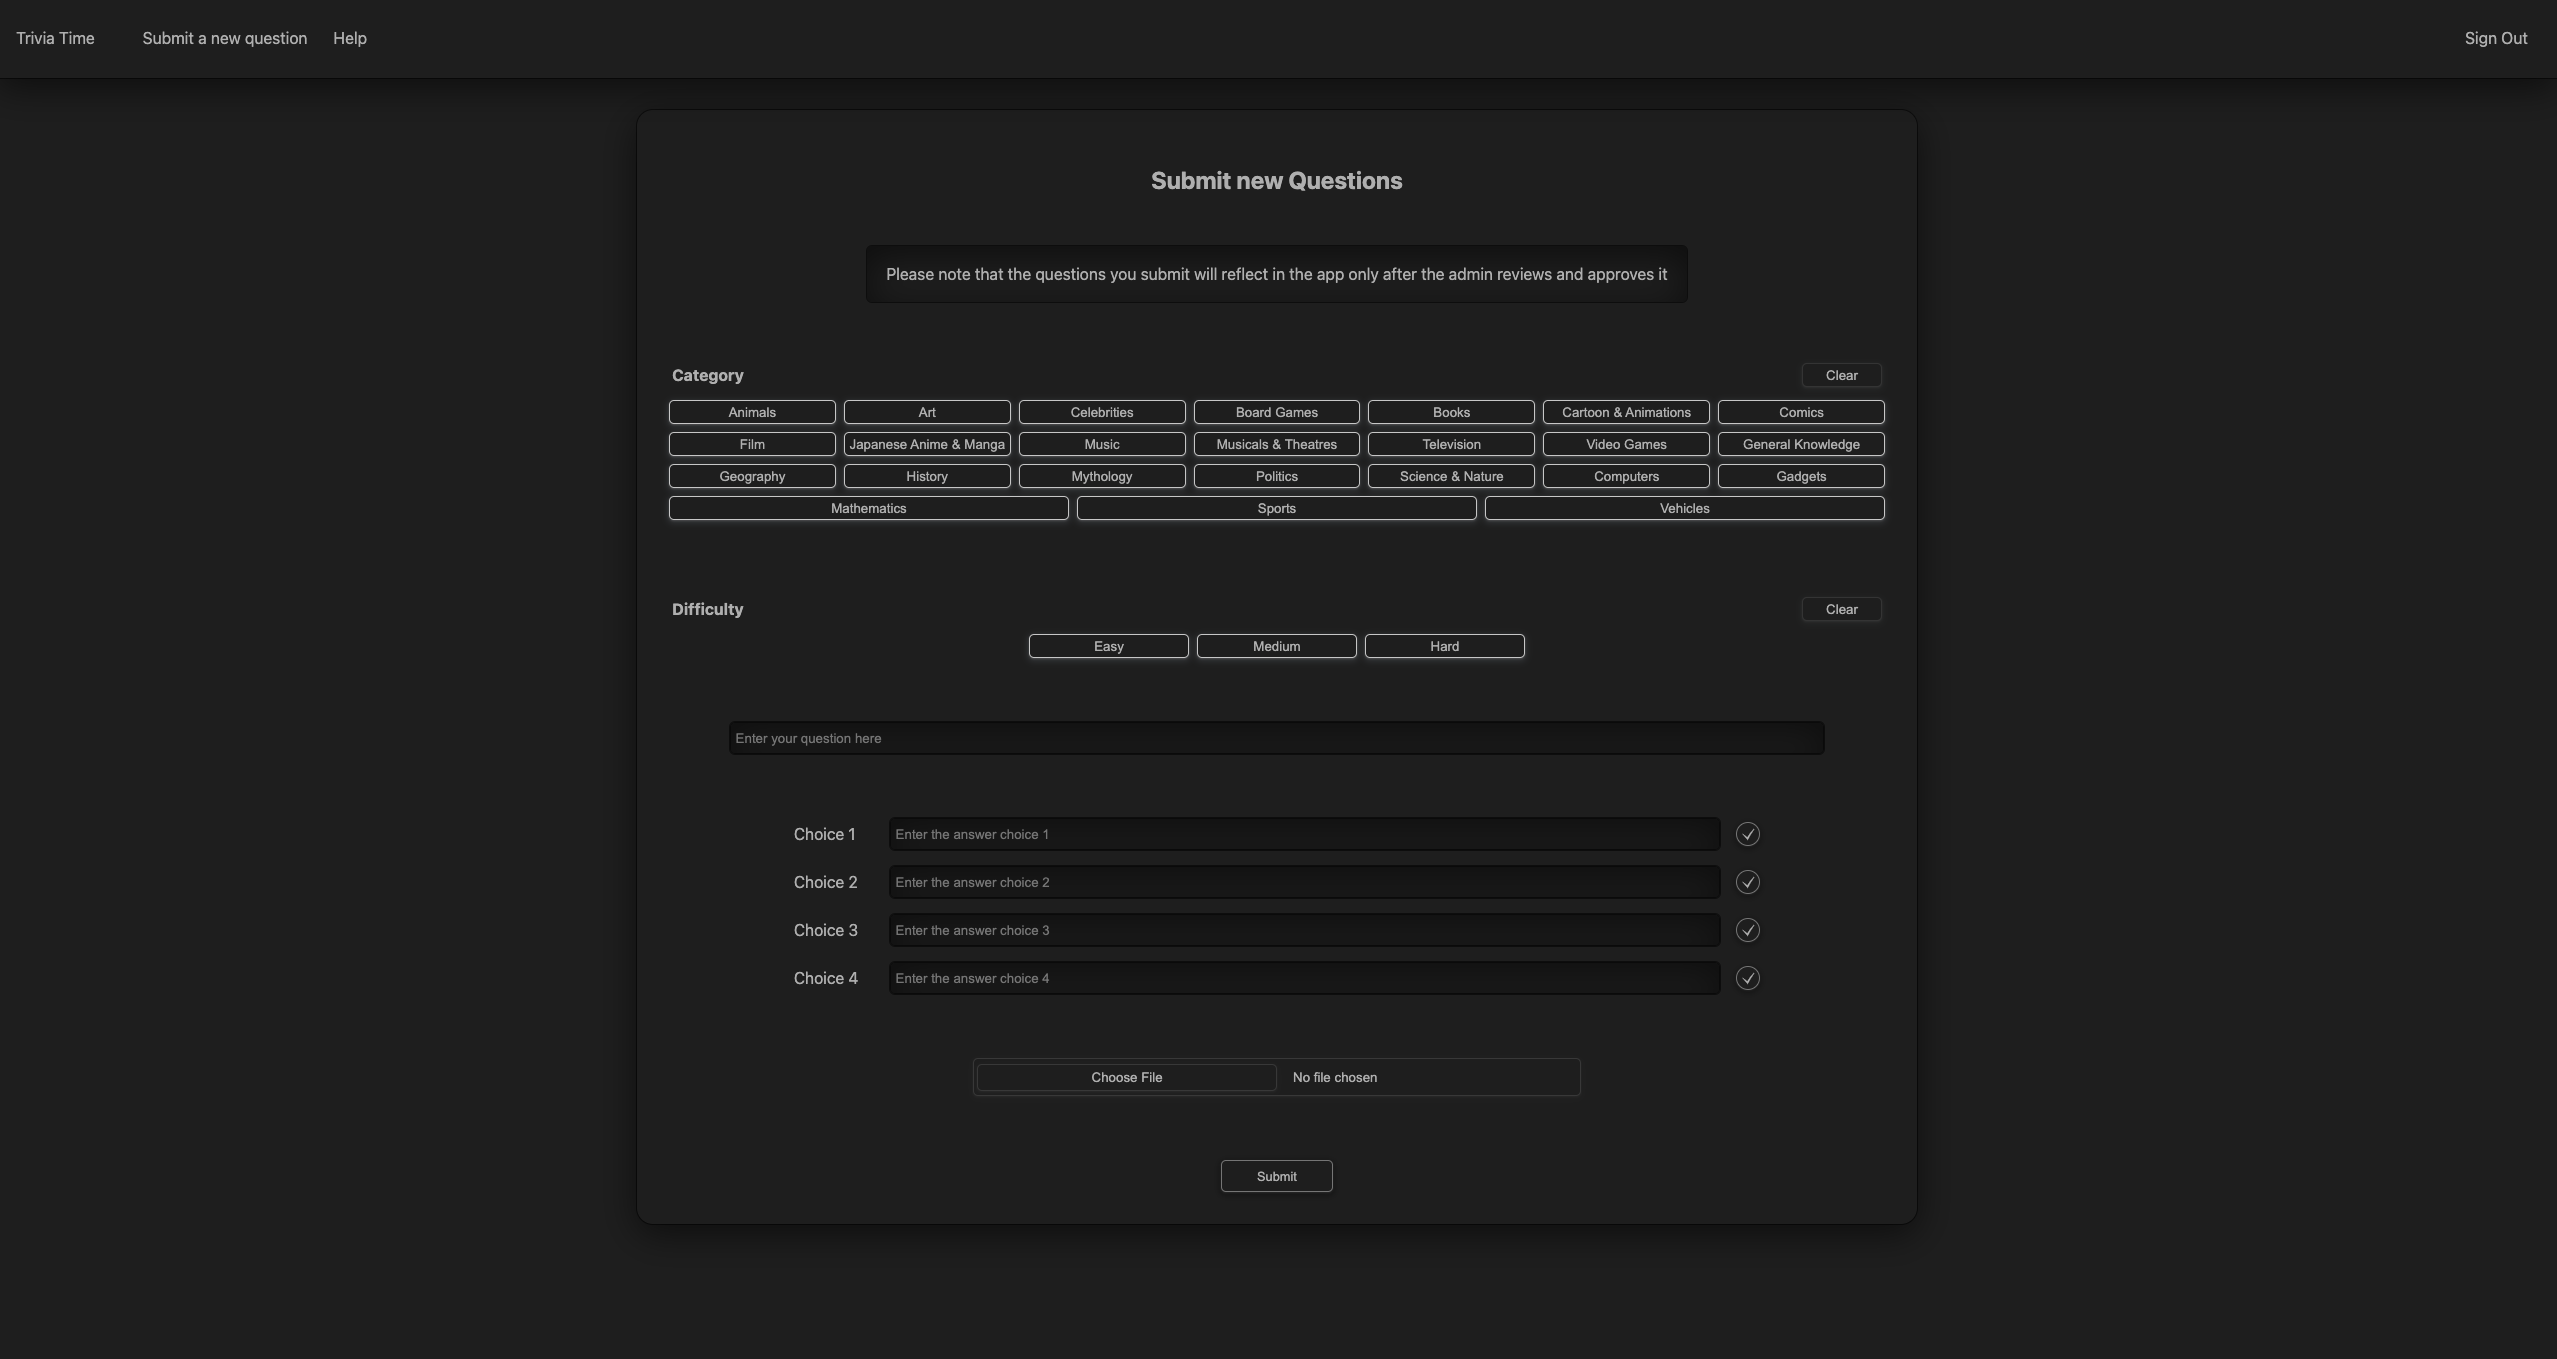 Trivia Time Submit a new question Help Sign Out
Submit new Questions
Please note that the questions you submit will reflect in the app only after the admin reviews and approves it
Category Clear
Animals Art Celebrities Board Games Books Cartoon & Animations Comics
Film Japanese Anime & Manga Music Musicals & Theatres Television Video Games General Knowledge
Geography History Mythology Politics Science & Nature Computers Gadgets
Mathematics Sports Vehicles
Difficulty Clear
Easy Medium Hard
Enter your question here
Choice 1 Enter the answer choice 1
Choice 2 Enter the answer choice 2
Choice 3 Enter the answer choice 3
Choice 4 Enter the answer choice 4
Choose File No file chosen
Submit